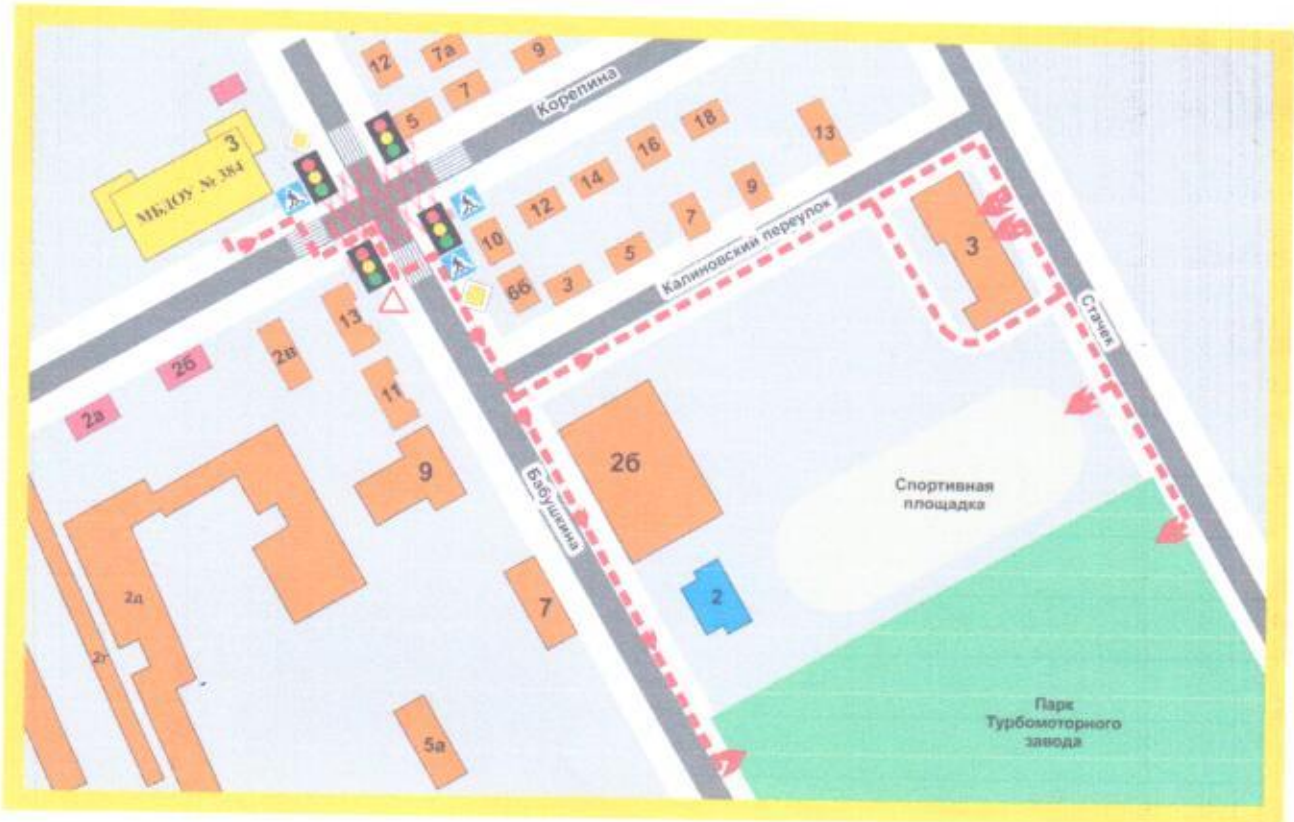 12
7а
9
7
5
Корепина
3
МБДОУ № 384
18
16
14
12
10
13
9
7
5
3
6б
Калиновский переулок
3
Стачек
13
2в
11
2б
2а
9
2б
Бабушкина
Спортивная
площадка
2
7
2д
2г
5а
Парк
Турбомоторного
завода